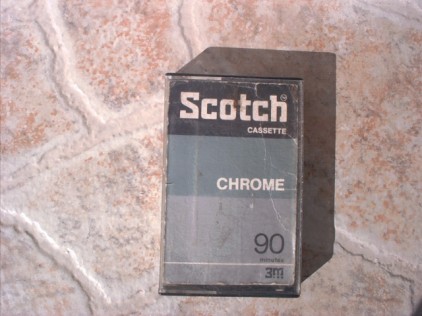 Scotch
CASSETTE
CHROME
90
minutes
3m